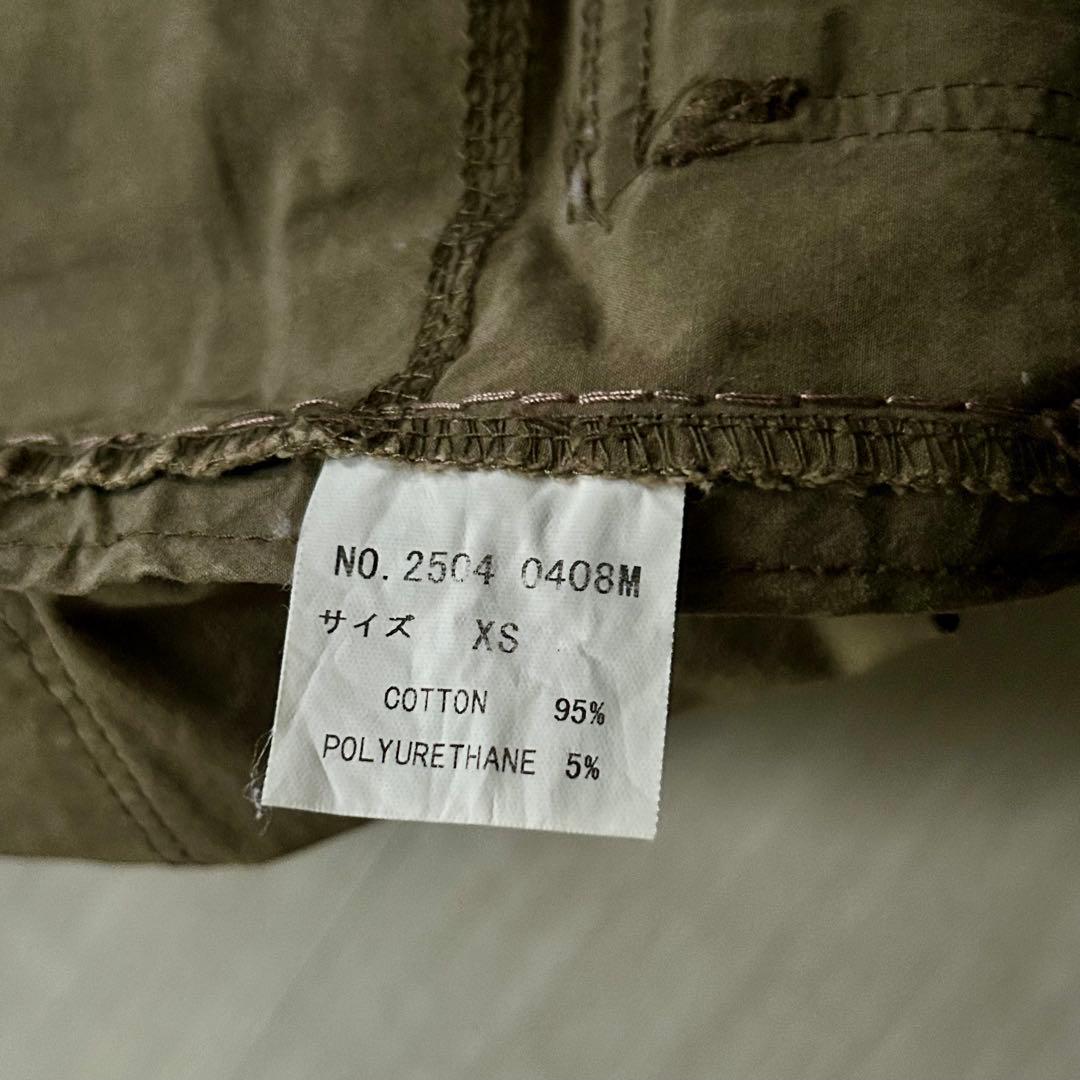 NO. 2504 0408M
サイズ XS
COTTON 95%
POLYURETHANE 5%